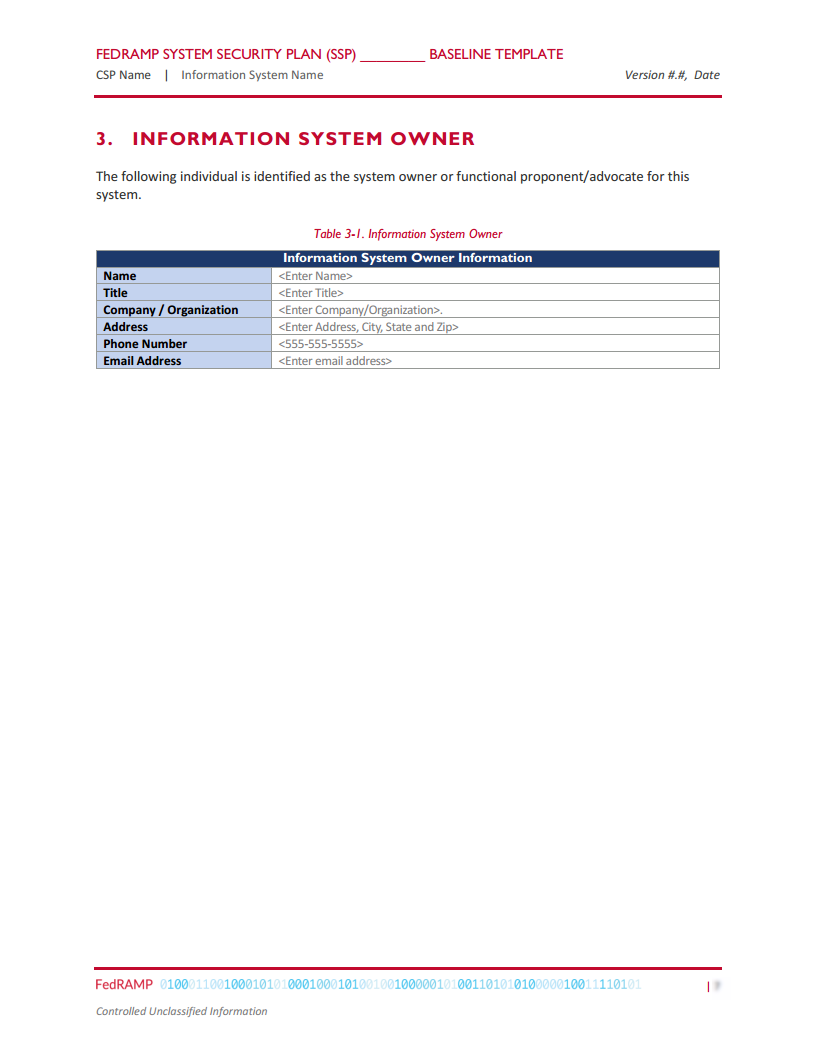 FEDRAMP SYSTEM SECURITY PLAN (SSP) _________ BASELINE TEMPLATE
CSP Name | Information System Name Version #.#, Date
3. INFORMATION SYSTEM OWNER
The following individual is identified as the system owner or functional proponent/advocate for this
system.
Table 3-1. Information System Owner
Information System Owner Information
Name <Enter Name>
Title <Enter Title>
Company / Organization <Enter Company/Organization>.
Address <Enter Address, City, State and Zip>
Phone Number <555-555-5555>
Email Address <Enter email address>
FedRAMP |
Controlled Unclassified Information